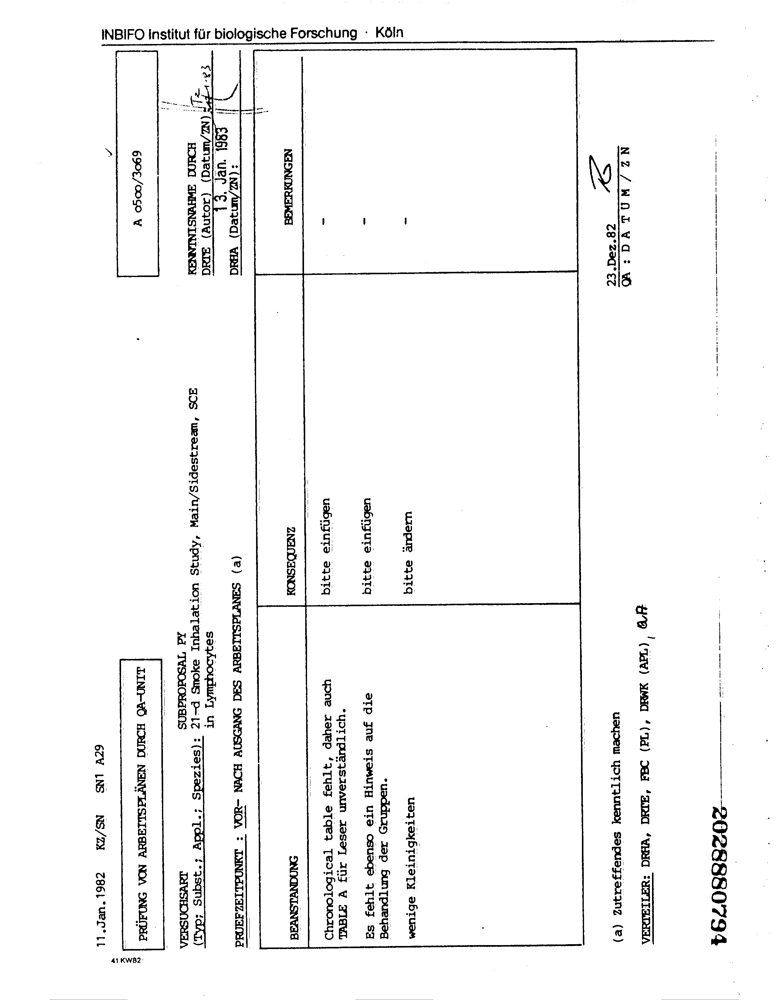 INBIFO Institut für biologische Forschung · Köln
11.Jan.1982 KZ/SN SN1 A29
PRÜFUNG VON ARBEITSPLÄNEN DURCH QA-UNIT
A 0500/3069
VERSUCHSART SUBPROPOSAL PY
(Typ; Subst.; Appl.; Spezies): 21-d Smoke Inhalation Study, Main/Sidestream, SCE
in Lymphocytes
KENNTNISNAHME DURCH
DRTE (Autor) (Datum/ZN)
13. Jan. 1983
DRHA (Datum/ZN):
PRUEFZEITPUNKT : VOR- NACH AUSGANG DES ARBEITSPLANES (a)
BEANSTANDUNG KONSEQUENZ BEMERKUNGEN
Chronological table fehlt, daher auch bitte einfügen -
TABLE A für Leser unverständlich.
Es fehlt ebenso ein Hinweis auf die bitte einfügen -
Behandlung der Gruppen.
wenige Kleinigkeiten bitte ändern -
23.Dez.82
QA : D A T U M / Z N
(a) Zutreffendes kenntlich machen
VERTEILER: DRHA, DRTE, FBC (PL), DRWK (APL), QA
41 KWB2
2028880794